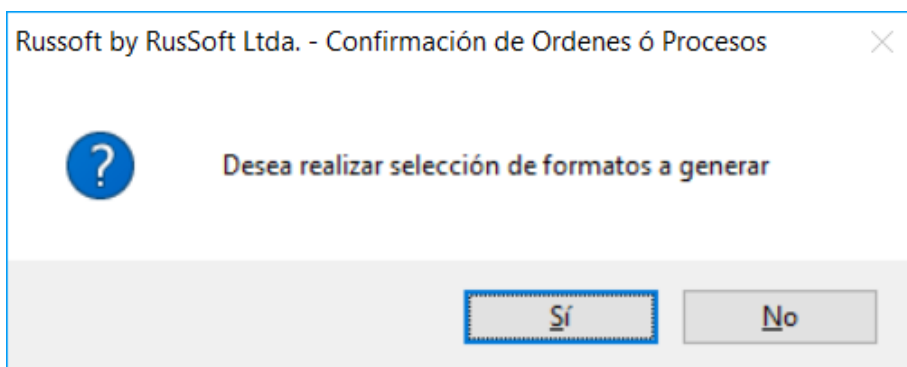 Russoft by RusSoft Ltda. - Confirmación de Ordenes ó Procesos
?
Desea realizar selección de formatos a generar
Sí
No